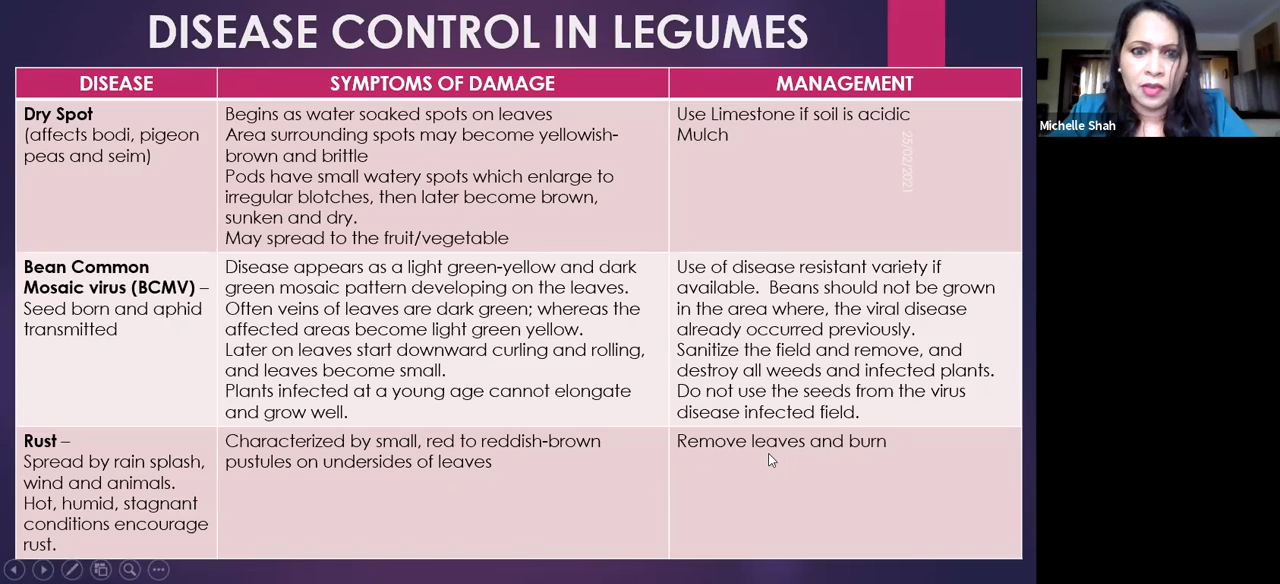 DISEASE CONTROL IN LEGUMES
DISEASE
SYMPTOMS OF DAMAGE
MANAGEMENT
Dry Spot
(affects bodi, pigeon
peas and seim)
Begins as water soaked spots on leaves
Area surrounding spots may become yellowish-
brown and brittle
Pods have small watery spots which enlarge to
irregular blotches, then later become brown,
sunken and dry.
May spread to the fruit/vegetable
Use Limestone if soil is acidic
Mulch
25/02/2021
Bean Common
Mosaic virus (BCMV) –
Seed born and aphid
transmitted
Disease appears as a light green-yellow and dark
green mosaic pattern developing on the leaves.
Often veins of leaves are dark green; whereas the
affected areas become light green yellow.
Later on leaves start downward curling and rolling,
and leaves become small.
Plants infected at a young age cannot elongate
and grow well.
Use of disease resistant variety if
available.  Beans should not be grown
in the area where, the viral disease
already occurred previously.
Sanitize the field and remove, and
destroy all weeds and infected plants.
Do not use the seeds from the virus
disease infected field.
Rust –
Spread by rain splash,
wind and animals.
Hot, humid, stagnant
conditions encourage
rust.
Characterized by small, red to reddish-brown
pustules on undersides of leaves
Remove leaves and burn
Michelle Shah